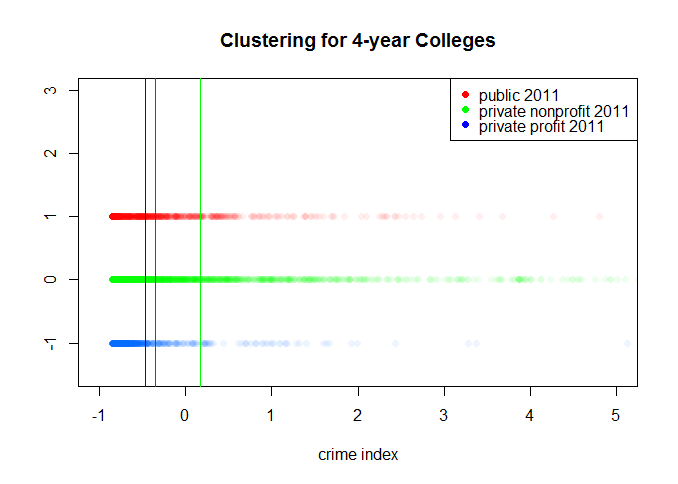 Clustering for 4-year Colleges
public 2011
private nonprofit 2011
private profit 2011
3
2
1
0
-1
-1 0 1 2 3 4 5
crime index